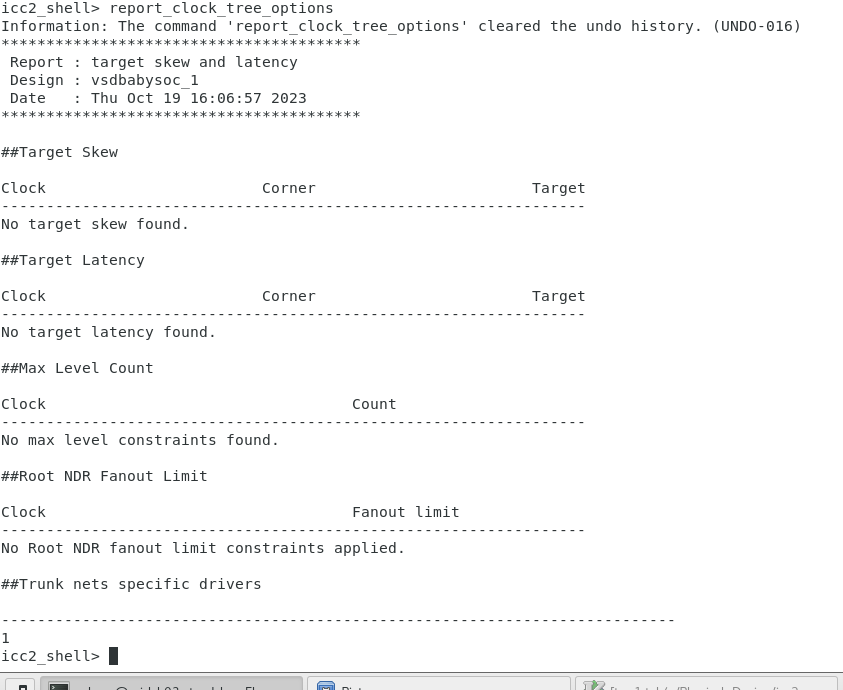 icc2_shell> report_clock_tree_options
Information: The command 'report_clock_tree_options' cleared the undo history. (UNDO-016)
****************************************
 Report : target skew and latency
 Design : vsdbabysoc_1
 Date   : Thu Oct 19 16:06:57 2023
****************************************

##Target Skew

Clock                        Corner                        Target
-----------------------------------------------------------------
No target skew found.

##Target Latency

Clock                        Corner                        Target
-----------------------------------------------------------------
No target latency found.

##Max Level Count

Clock                                  Count
-----------------------------------------------------------------
No max level constraints found.

##Root NDR Fanout Limit

Clock                                  Fanout limit
-----------------------------------------------------------------
No Root NDR fanout limit constraints applied.

##Trunk nets specific drivers

---------------------------------------------------------------------------
1
icc2_shell>